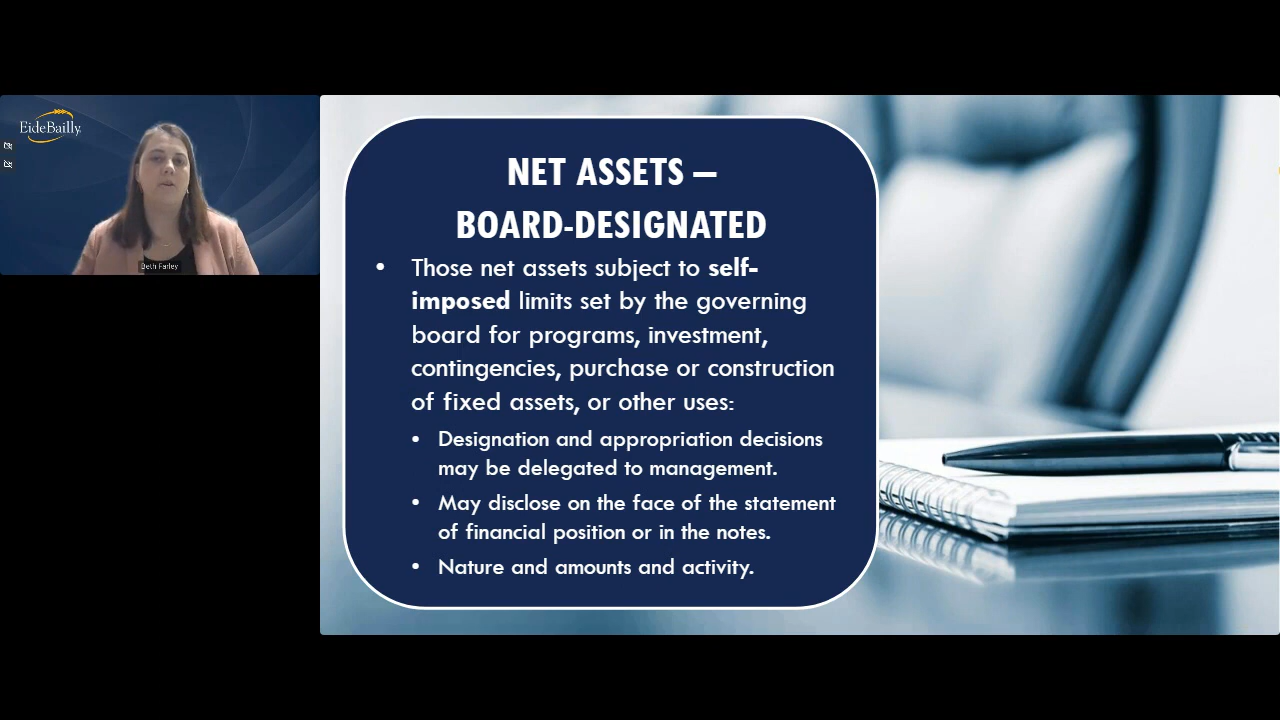 EideBailly
Beth Farley
NET ASSETS –
BOARD-DESIGNATED
• Those net assets subject to self-
imposed limits set by the governing
board for programs, investment,
contingencies, purchase or construction
of fixed assets, or other uses:
• Designation and appropriation decisions
may be delegated to management.
• May disclose on the face of the statement
of financial position or in the notes.
• Nature and amounts and activity.